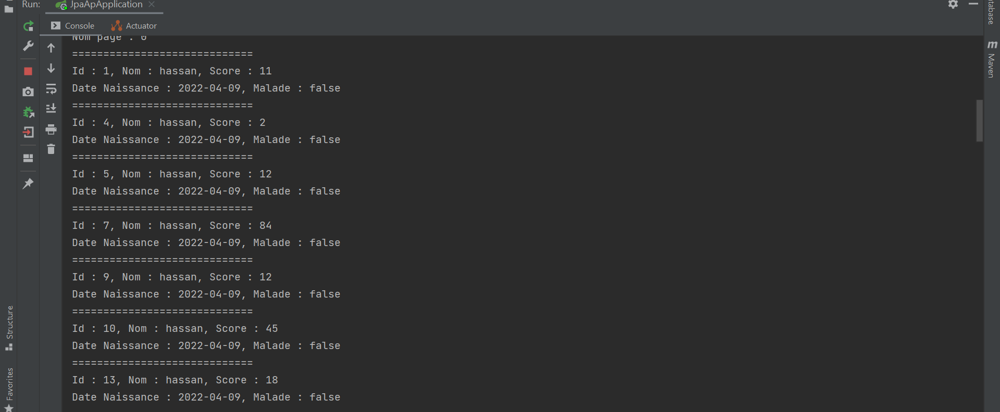 Run: JpaApApplication
Console Actuator
Nom page : 0
=============================
Id : 1, Nom : hassan, Score : 11
Date Naissance : 2022-04-09, Malade : false
=============================
Id : 4, Nom : hassan, Score : 2
Date Naissance : 2022-04-09, Malade : false
=============================
Id : 5, Nom : hassan, Score : 12
Date Naissance : 2022-04-09, Malade : false
=============================
Id : 7, Nom : hassan, Score : 84
Date Naissance : 2022-04-09, Malade : false
=============================
Id : 9, Nom : hassan, Score : 12
Date Naissance : 2022-04-09, Malade : false
=============================
Id : 10, Nom : hassan, Score : 45
Date Naissance : 2022-04-09, Malade : false
=============================
Id : 13, Nom : hassan, Score : 18
Date Naissance : 2022-04-09, Malade : false
Structure
Favorites
atabase
m Maven